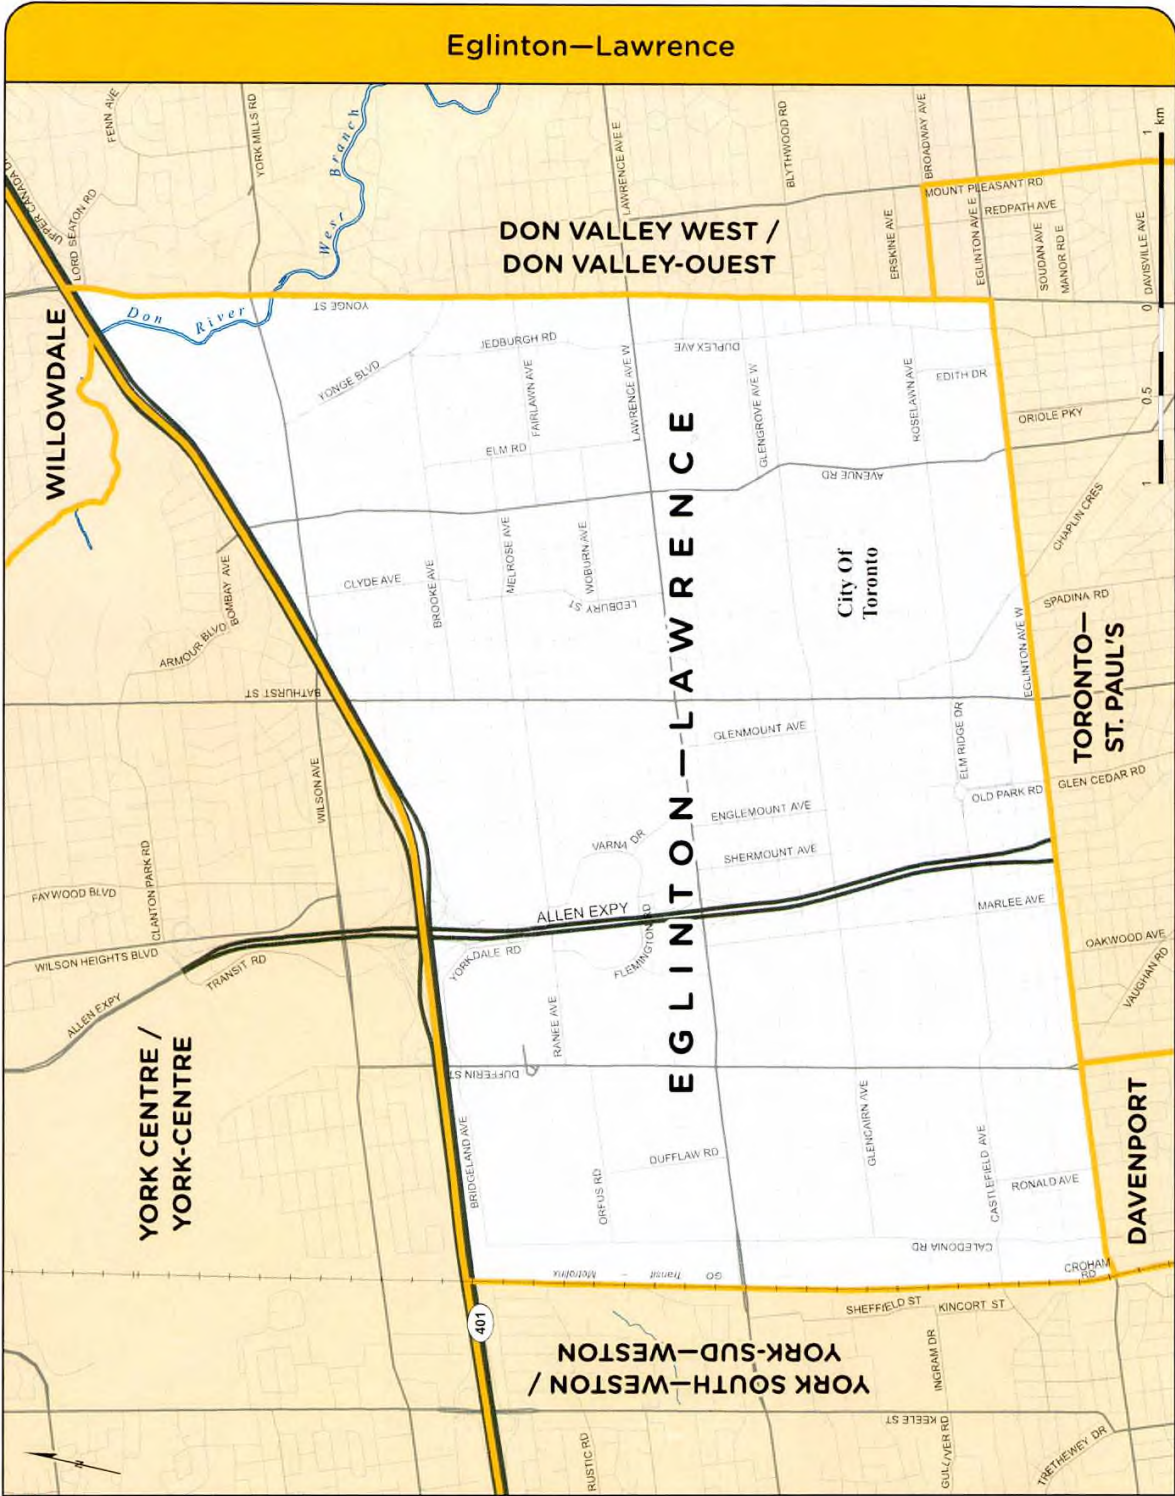 Eglinton—Lawrence
FENN AVE
YORK MILLS RD
LAWRENCE AVE E
BLYTHWOOD RD
BROADWAY AVE
1
km
UPPER CANADA DR
LORD SEATON RD
West Branch
MOUNT PLEASANT RD
REDPATH AVE
DON VALLEY WEST /
DON VALLEY-OUEST
ERSKINE AVE
EGLINTON AVE E
SOUDAN AVE
MANOR RD E
DAVISVILLE AVE
0
YONGE ST
Don River
WILLOWDALE
YONGE BLVD
JEDBURGH RD
DUPLEX AVE
FAIRLAWN AVE
LAWRENCE AVE W
GLENGROVE AVE W
ROSELAWN AVE
EDITH DR
ORIOLE PKY
0.5
ELM RD
AVENUE RD
1
CHAPLIN CRES
BOMBAY AVE
ARMOUR BLVD
CLYDE AVE
BROOKE AVE
MELROSE AVE
WOBURN AVE
LEDBURY ST
City Of
Toronto
SPADINA RD
EGLINTON AVE W
BATHURST ST
EGLINTON—LAWRENCE
TORONTO—
ST. PAUL'S
WILSON AVE
GLENMOUNT AVE
ELM RIDGE DR
OLD PARK RD
GLEN CEDAR RD
ENGLEMOUNT AVE
VARNA DR
SHERMOUNT AVE
FAYWOOD BLVD
CLANTON PARK RD
ALLEN EXPY
MARLEE AVE
OAKWOOD AVE
VAUGHAN RD
WILSON HEIGHTS BLVD
TRANSIT RD
YORKDALE RD
FLEMINGTON RD
ALLEN EXPY
RANEE AVE
DUFFERIN ST
YORK CENTRE /
YORK-CENTRE
BRIDGELAND AVE
DUFFLAW RD
ORFUS RD
GLENCAIRN AVE
CASTLEFIELD AVE
RONALD AVE
DAVENPORT
CALEDONIA RD
CROHAM
RD
GO Transit - Metrolinx
401
SHEFFIELD ST
KINCORT ST
INGRAM DR
YORK SOUTH—WESTON /
YORK-SUD—WESTON
KEELE ST
RUSTIC RD
GULLIVER RD
TRETHEWEY DR
N